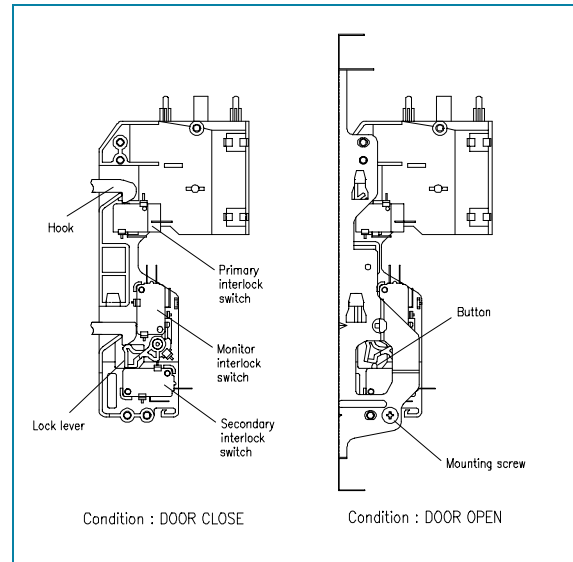 Hook
Primary
interlock
switch
Monitor
interlock
switch
Lock lever
Secondary
interlock
switch
Condition : DOOR CLOSE
Button
Mounting screw
Condition : DOOR OPEN